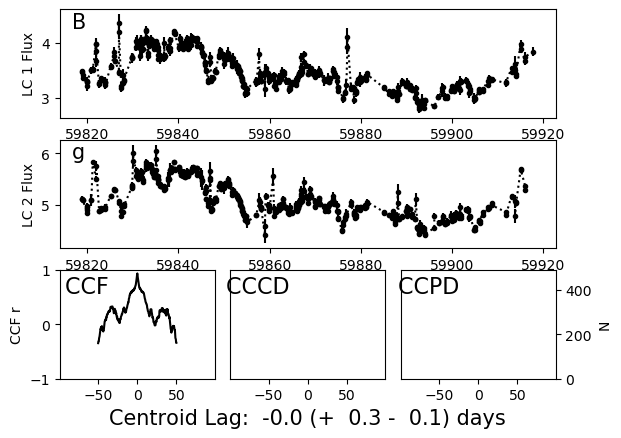 B
LC 1 Flux
4
3
59820 59840 59860 59880 59900 59920
g
LC 2 Flux
6
5
59820 59840 59860 59880 59900 59920
CCF CCCD CCPD
CCF r
1
0
−1
400
200
0
N
−50 0 50 −50 0 50 −50 0 50
Centroid Lag: -0.0 (+ 0.3 - 0.1) days